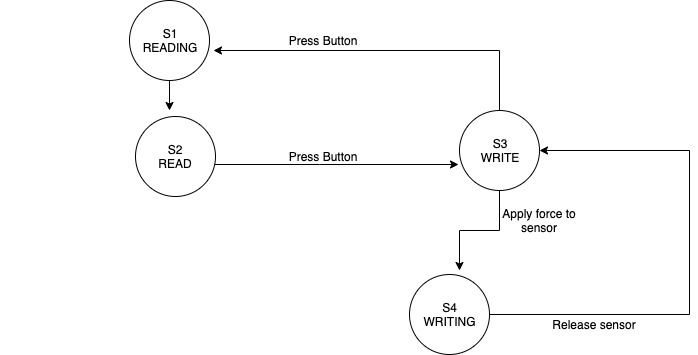 S1
READING
Press Button
S2
READ
Press Button
S3
WRITE
Apply force to
sensor
S4
WRITING
Release sensor